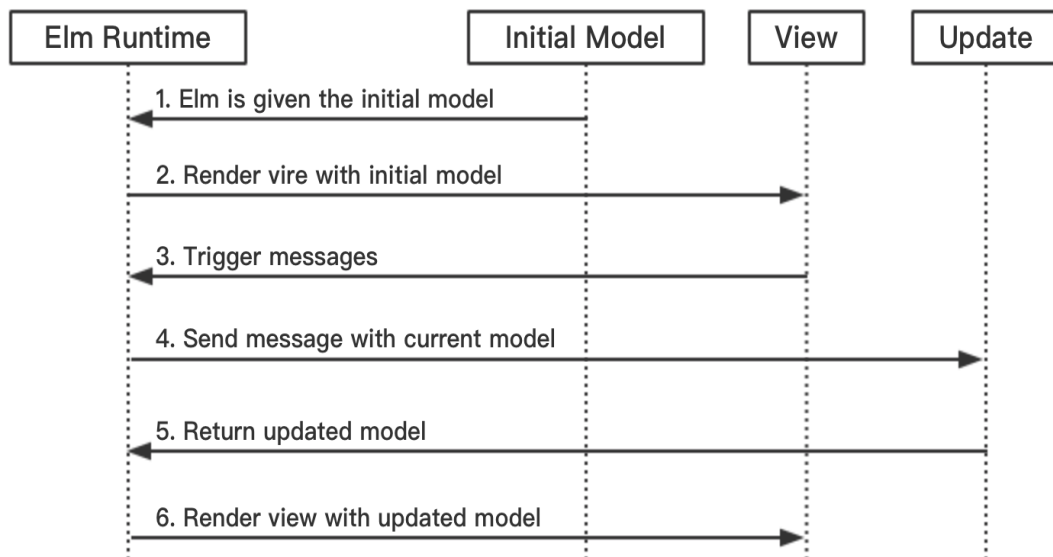 Elm Runtime
Initial Model
View
Update
1. Elm is given the initial model
2. Render vire with initial model
3. Trigger messages
4. Send message with current model
5. Return updated model
6. Render view with updated model